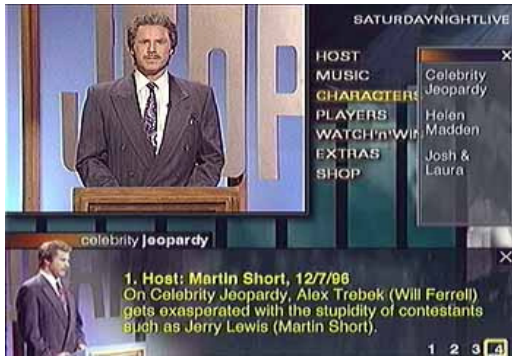 SATURDAYNIGHTLIVE
HOST
MUSIC
CHARACTERS
PLAYERS
WATCH'n'WIN
EXTRAS
SHOP
X
Celebrity
Jeopardy
Helen
Madden
Josh &
Laura
JEOP
celebrity jeopardy
X
1. Host: Martin Short, 12/7/96
On Celebrity Jeopardy, Alex Trebek (Will Ferrell)
gets exasperated with the stupidity of contestants
such as Jerry Lewis (Martin Short).
1 2 3 4